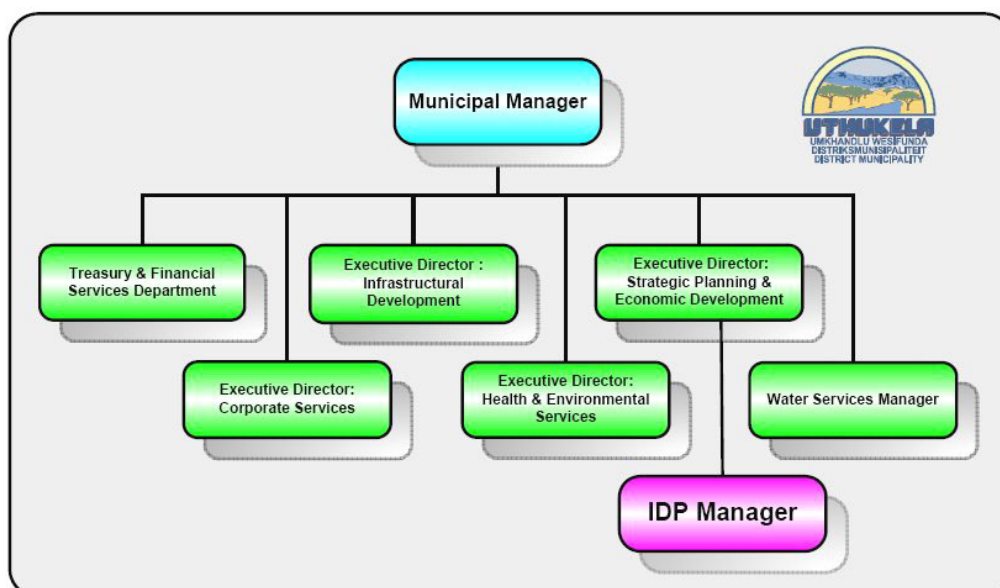 Municipal Manager
UTHUKELA
UMKHANDLU WESIFUNDA
DISTRIKSMUNISIPALITEIT
DISTRICT MUNICIPALITY
Treasury & Financial
Services Department
Executive Director :
Infrastructural
Development
Executive Director:
Strategic Planning &
Economic Development
Executive Director:
Corporate Services
Executive Director:
Health & Environmental
Services
Water Services Manager
IDP Manager